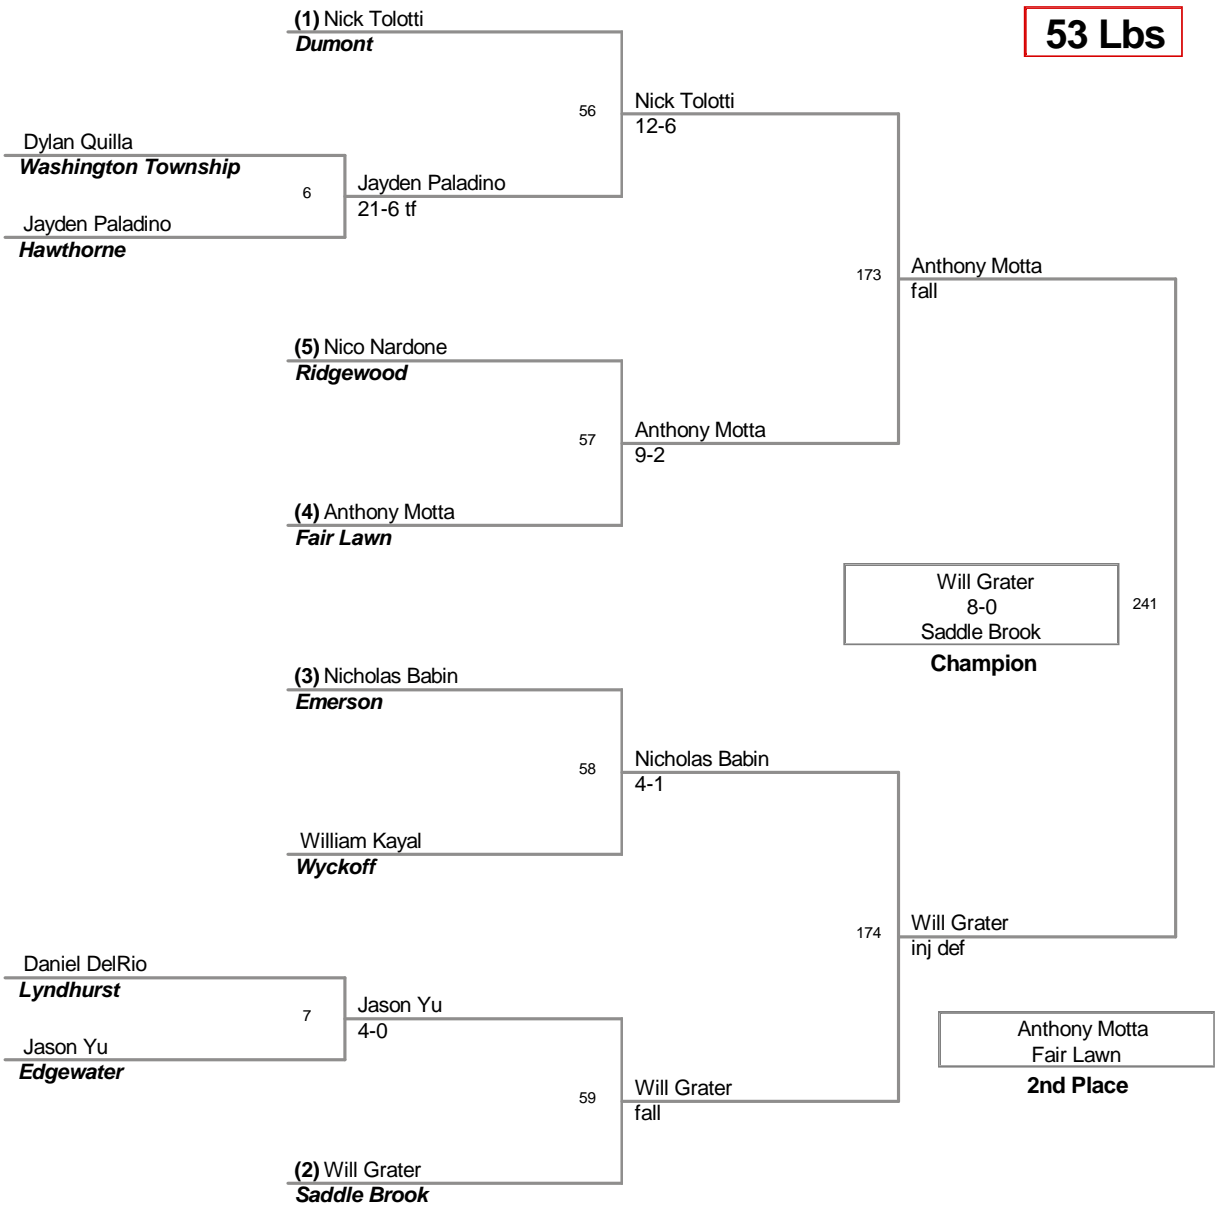 (1) Nick Tolotti
Dumont
53 Lbs
56
Nick Tolotti
12-6
Dylan Quilla
Washington Township
6
Jayden Paladino
21-6 tf
Jayden Paladino
Hawthorne
173
Anthony Motta
fall
(5) Nico Nardone
Ridgewood
57
Anthony Motta
9-2
(4) Anthony Motta
Fair Lawn
Will Grater
8-0
Saddle Brook
241
Champion
(3) Nicholas Babin
Emerson
58
Nicholas Babin
4-1
William Kayal
Wyckoff
174
Will Grater
inj def
Daniel DelRio
Lyndhurst
7
Jason Yu
4-0
Jason Yu
Edgewater
Anthony Motta
Fair Lawn
2nd Place
59
Will Grater
fall
(2) Will Grater
Saddle Brook